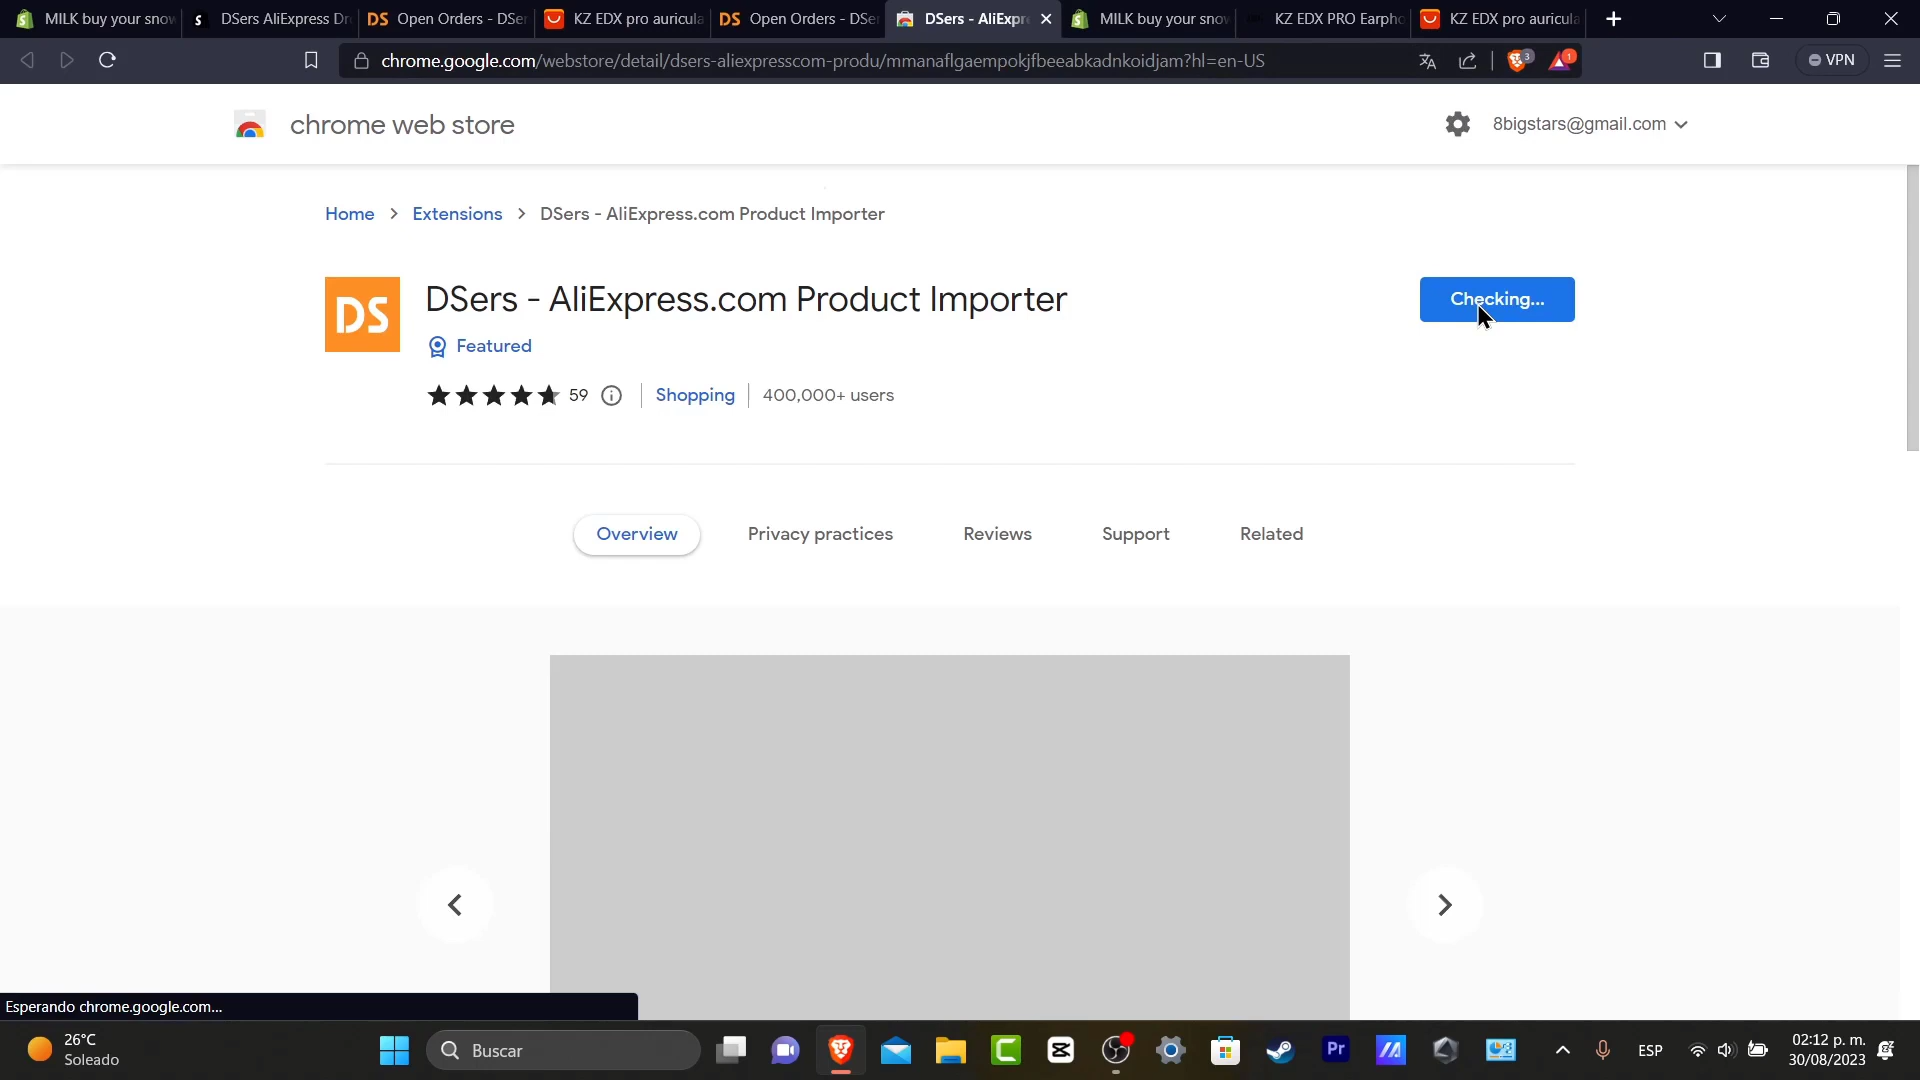 MILK buy your snow
DSers AliExpress Dr
Open Orders - DSer
KZ EDX pro auricula
Open Orders - DSer
DSers - AliExpr
MILK buy your snow
KZ EDX PRO Earpho
KZ EDX pro auricula
chrome.google.com/webstore/detail/dsers-aliexpresscom-produ/mmanaflgaempokjfbeeabkadnkoidjam?hl=en-US
3
1
VPN
chrome web store
8bigstars@gmail.com
Home > Extensions > DSers - AliExpress.com Product Importer
DS
DSers - AliExpress.com Product Importer
Checking...
Featured
59
Shopping
400,000+ users
Overview
Privacy practices
Reviews
Support
Related
Esperando chrome.google.com...
26°C
Soleado
Buscar
Pr
ESP
02:12 p. m.
30/08/2023